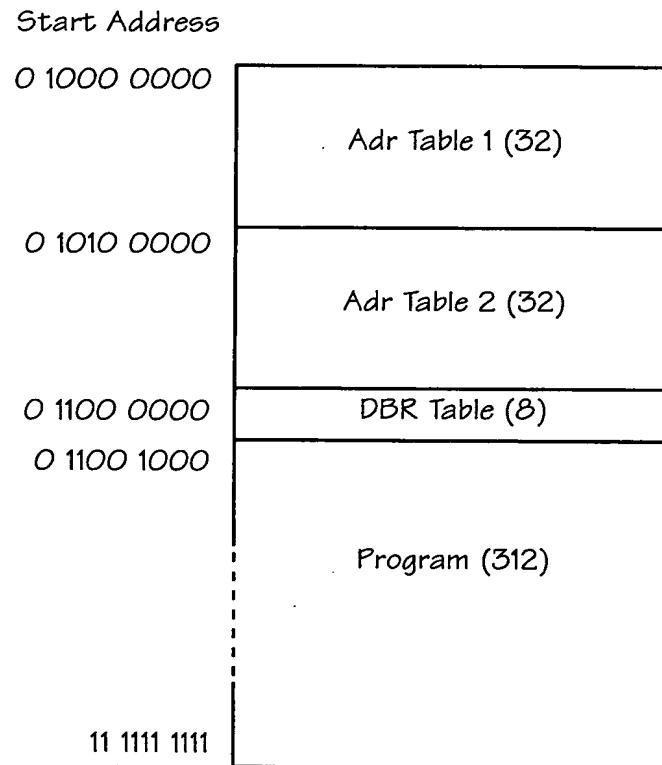 Start Address
0 1000 0000
Adr Table 1 (32)
0 1010 0000
Adr Table 2 (32)
0 1100 0000
DBR Table (8)
0 1100 1000
Program (312)
11 1111 1111